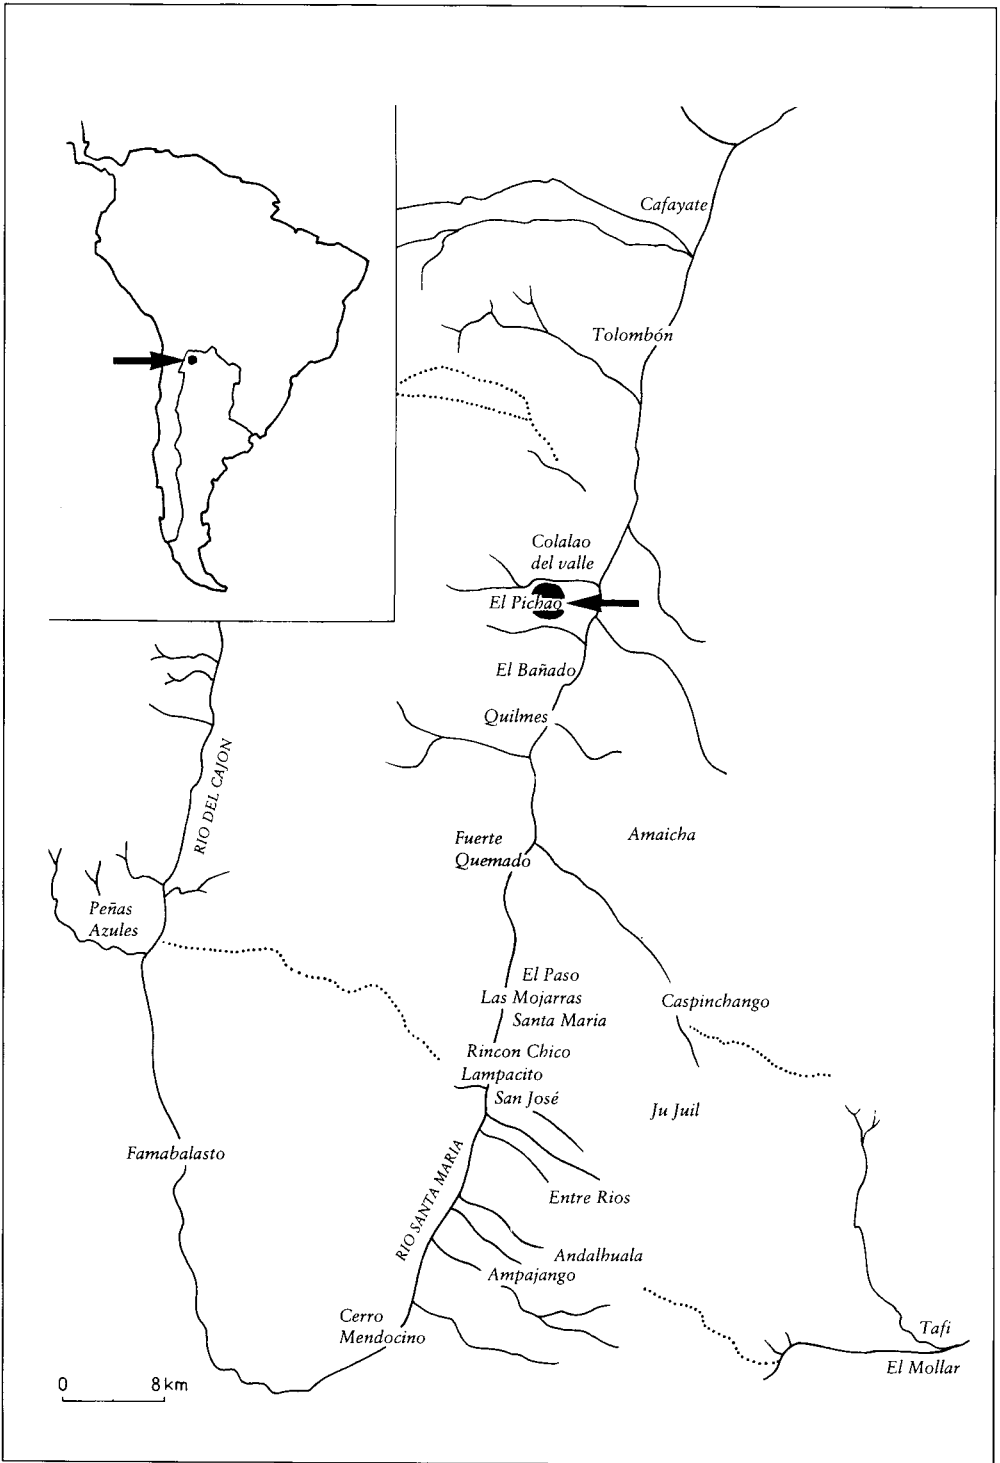 Cafayate
Tolombón
Colalao
del valle
El Pichao
El Bañado
Quilmes
RIO DEL CAJON
Fuerte
Quemado
Amaicha
Peñas
Azules
El Paso
Las Mojarras
Santa Maria
Caspinchango
Rincon Chico
Lampacito
San José
Ju Juil
Famabalasto
RIO SANTA MARIA
Entre Rios
Andalhuala
Ampajango
Cerro
Mendocino
Tafi
El Mollar
0 8 km